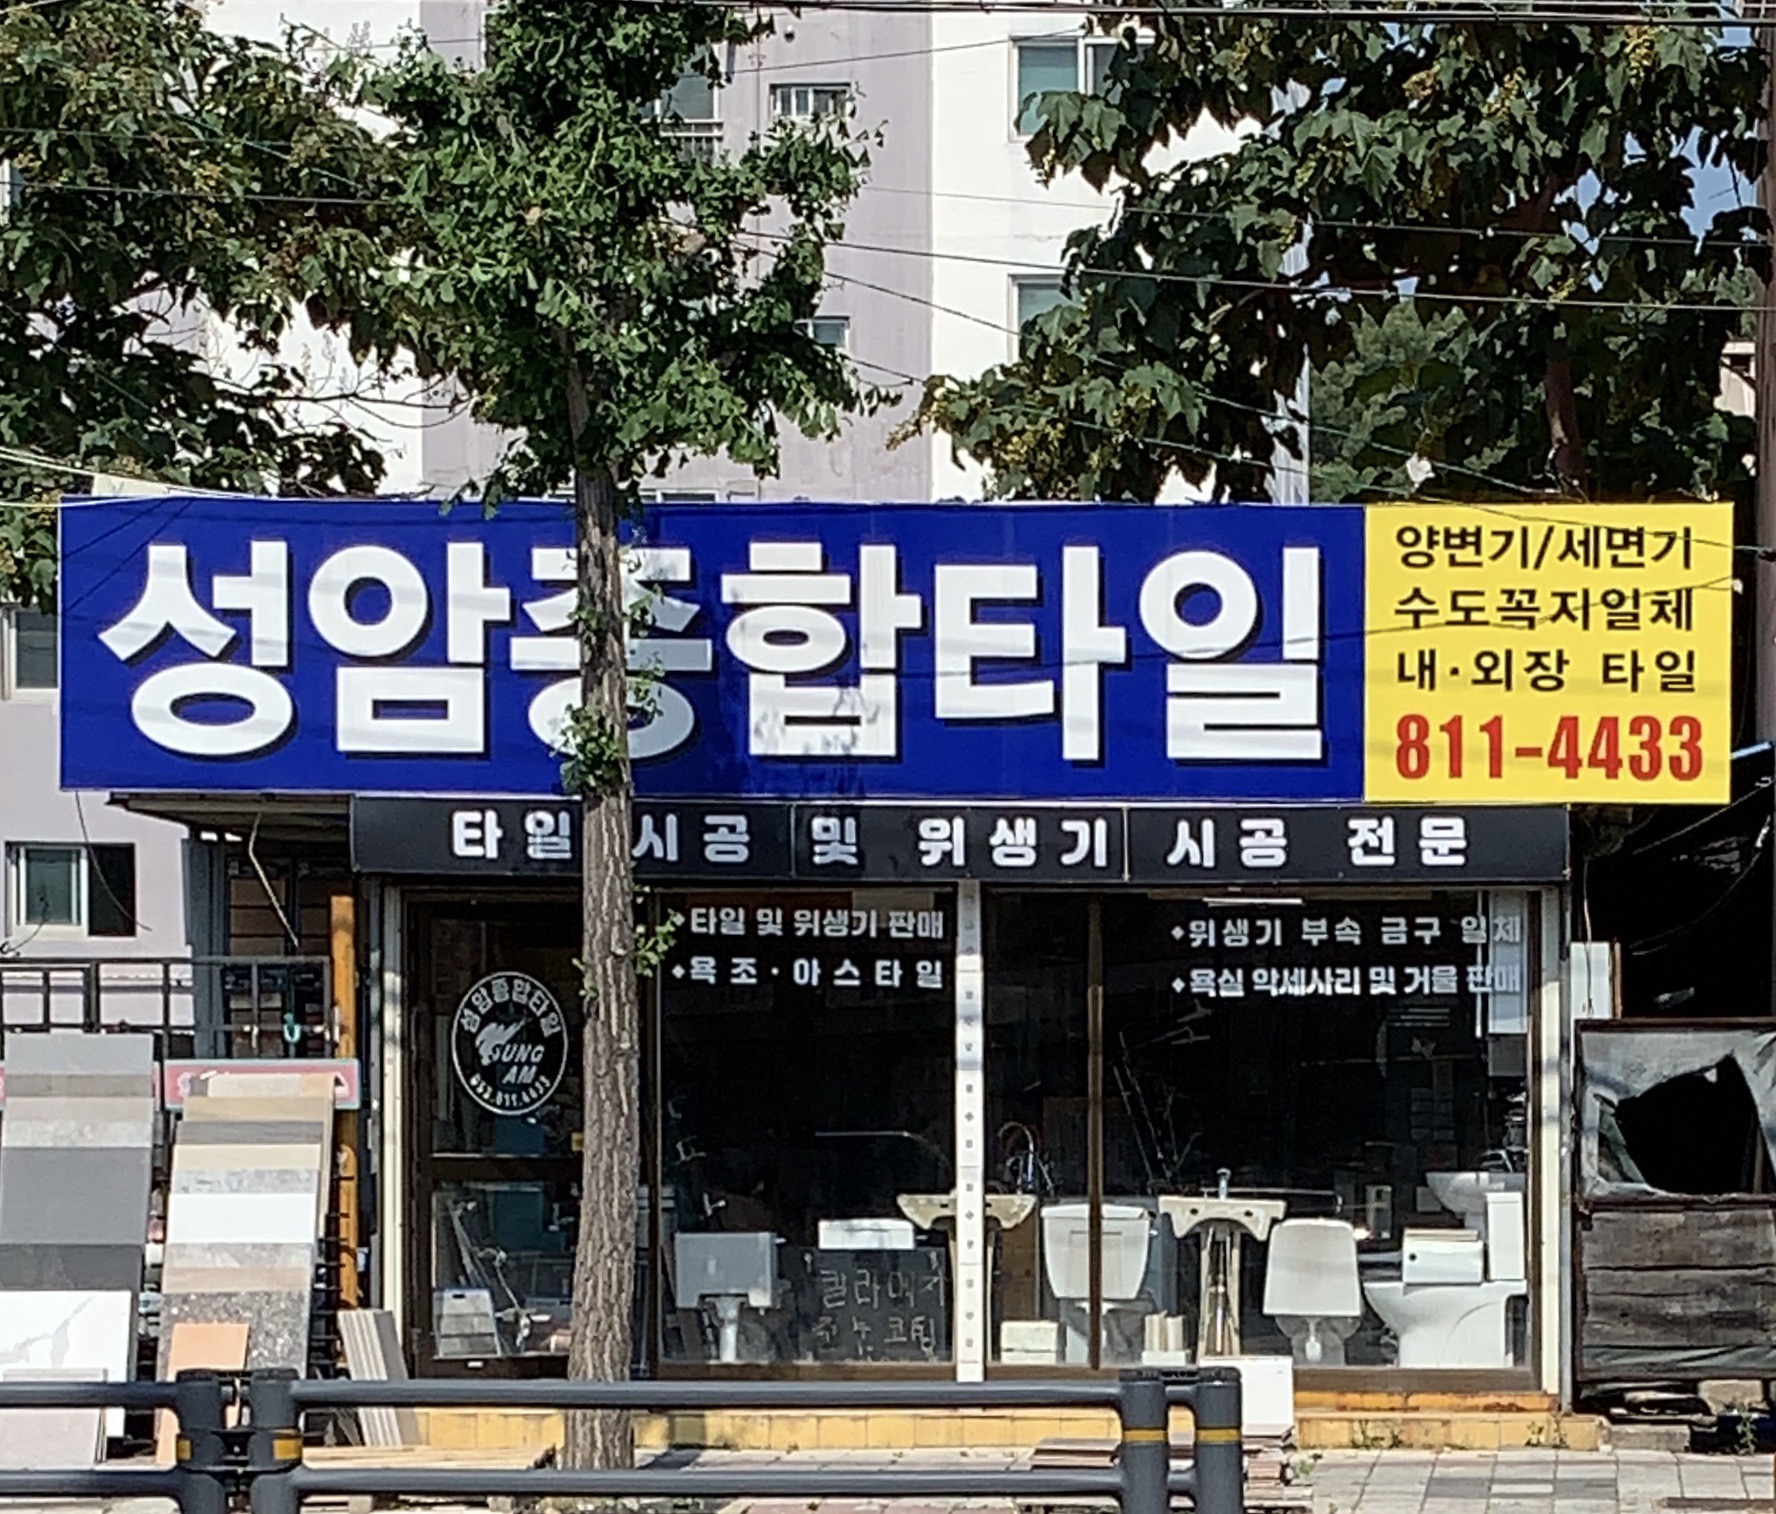 성암종합타일
양변기/세면기
수도꼭지일체
내·외장 타일
811-4433
타일 시공 및 위생기 시공 전문
타일 및 위생기 판매
욕조·아스타일
위생기 부속 금구 일체
욕실 악세사리 및 거울 판매
성암종합타일
SUNG
AM
053.811.4433